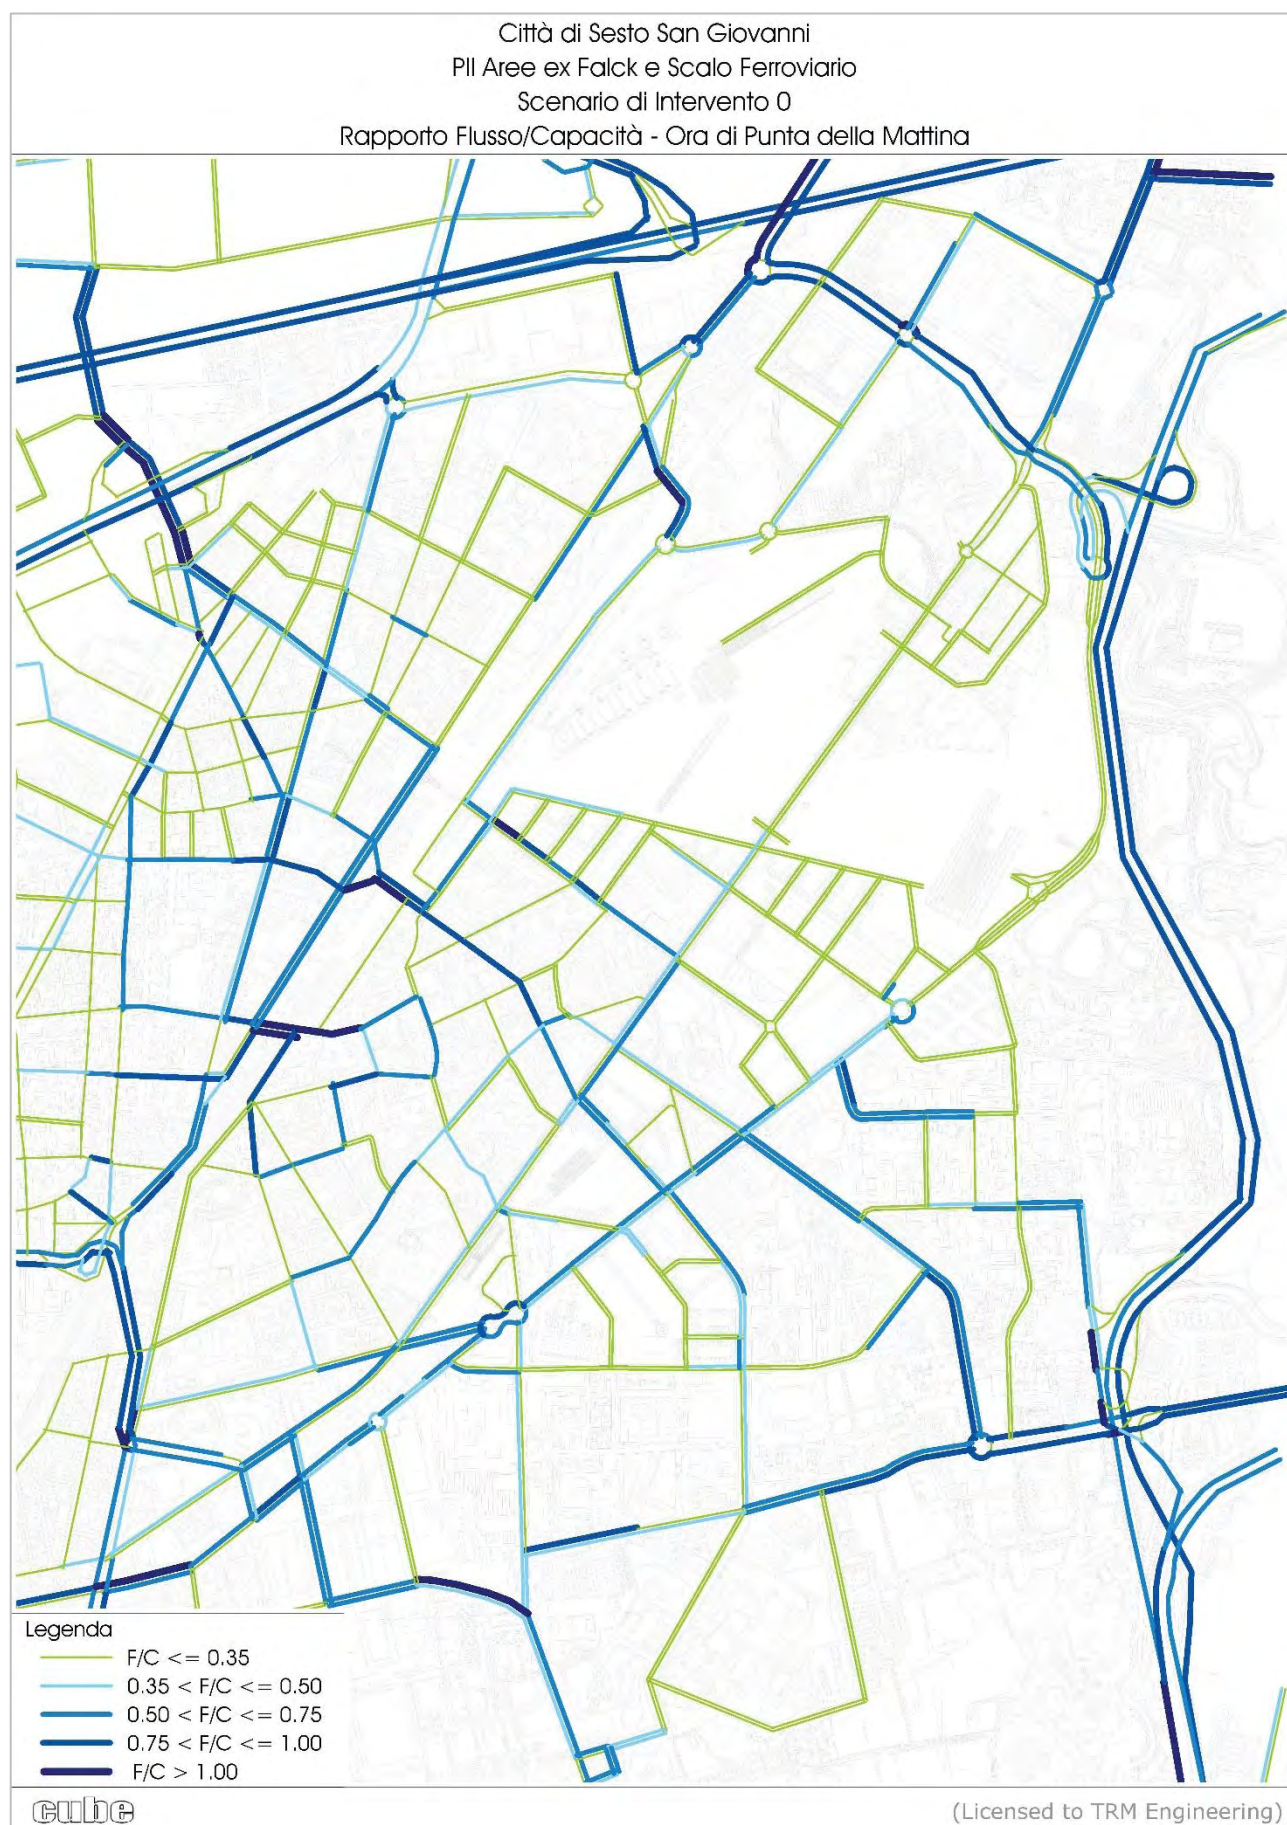 Città di Sesto San Giovanni
PII Aree ex Falck e Scalo Ferroviario
Scenario di Intervento 0
Rapporto Flusso/Capacità - Ora di Punta della Mattina
Legenda
F/C <= 0.35
0.35 < F/C <= 0.50
0.50 < F/C <= 0.75
0.75 < F/C <= 1.00
F/C > 1.00
cube
(Licensed to TRM Engineering)